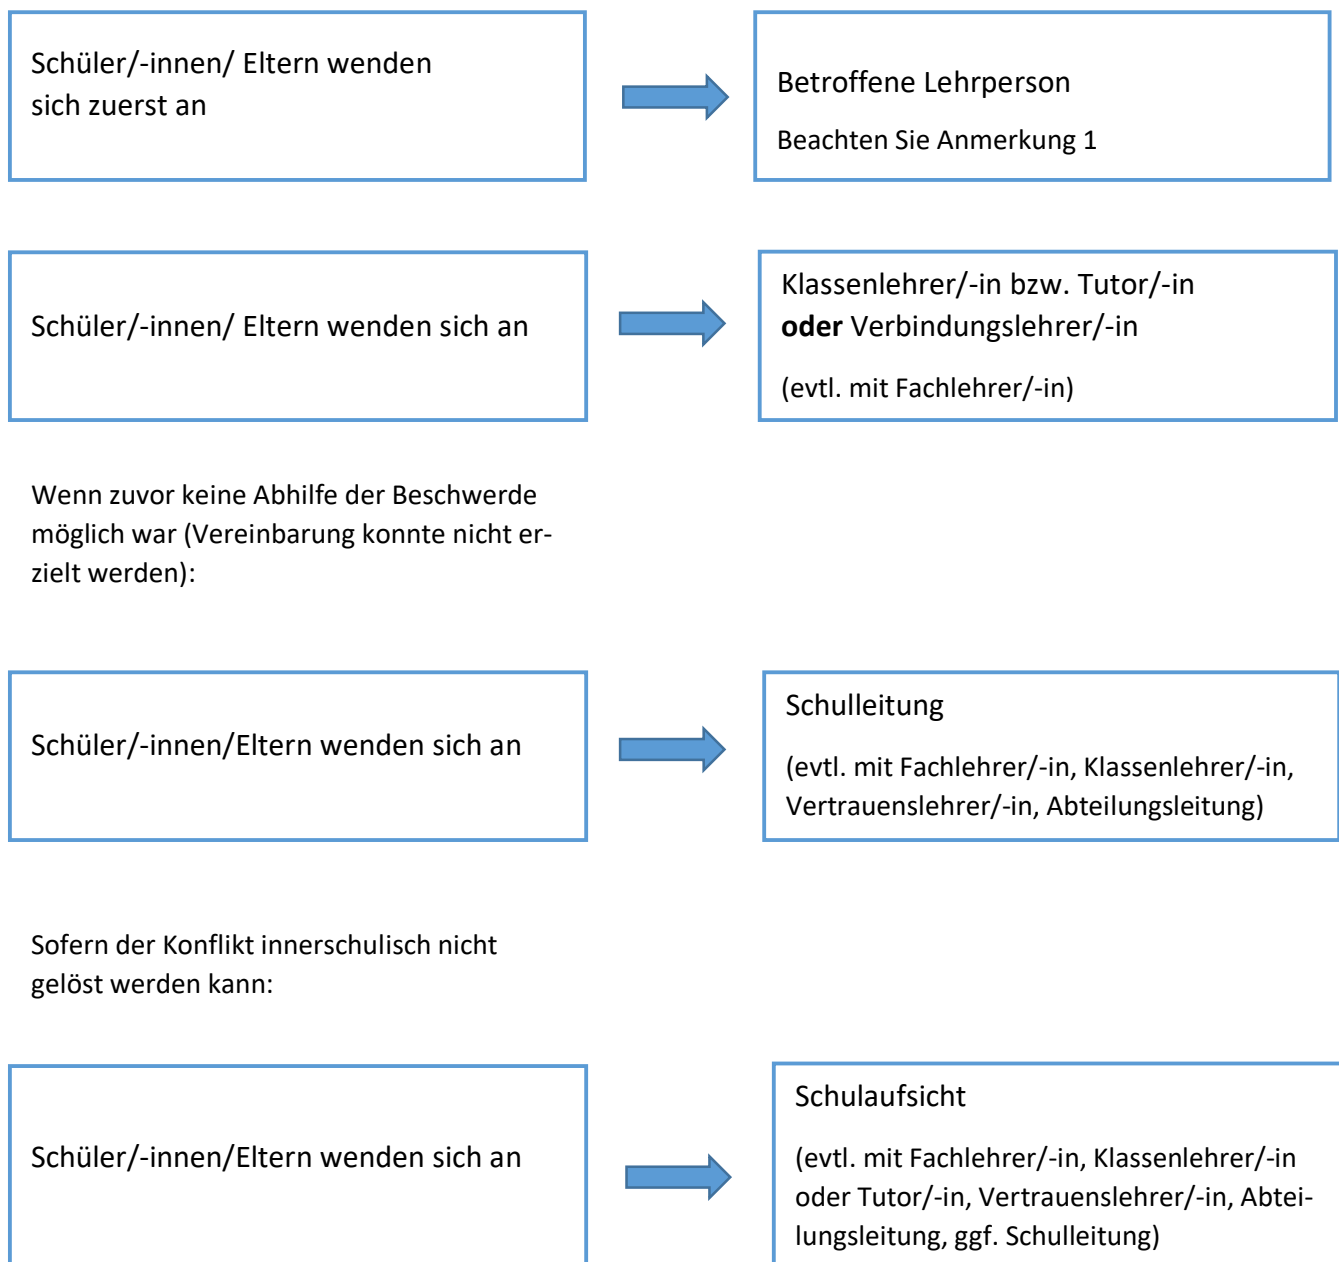 Schüler/-innen/ Eltern wenden
sich zuerst an
Betroffene Lehrperson
Beachten Sie Anmerkung 1
Schüler/-innen/ Eltern wenden sich an
Klassenlehrer/-in bzw. Tutor/-in
oder Verbindungslehrer/-in
(evtl. mit Fachlehrer/-in)
Wenn zuvor keine Abhilfe der Beschwerde
möglich war (Vereinbarung konnte nicht er-
zielt werden):
Schüler/-innen/Eltern wenden sich an
Schulleitung
(evtl. mit Fachlehrer/-in, Klassenlehrer/-in,
Vertrauenslehrer/-in, Abteilungsleitung)
Sofern der Konflikt innerschulisch nicht
gelöst werden kann:
Schüler/-innen/Eltern wenden sich an
Schulaufsicht
(evtl. mit Fachlehrer/-in, Klassenlehrer/-in
oder Tutor/-in, Vertrauenslehrer/-in, Abtei-
lungsleitung, ggf. Schulleitung)